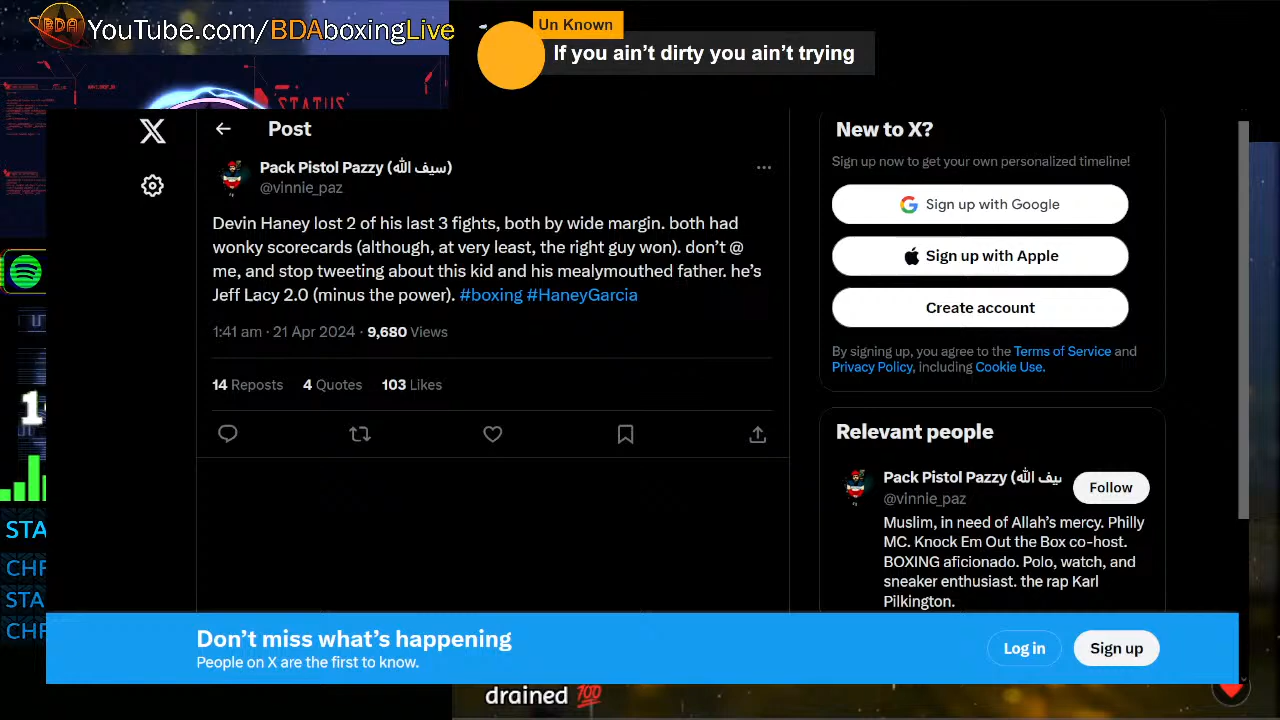 YouTube.com/BDAboxingLive
BDA
Un Known
If you ain't dirty you ain't trying
STATUS
Post
Pack Pistol Pazzy (سيف الله)
@vinnie_paz
Devin Haney lost 2 of his last 3 fights, both by wide margin. both had
wonky scorecards (although, at very least, the right guy won). don't @
me, and stop tweeting about this kid and his mealymouthed father. he's
Jeff Lacy 2.0 (minus the power). #boxing #HaneyGarcia
1:41 am · 21 Apr 2024 · 9,680 Views
14 Reposts 4 Quotes 103 Likes
New to X?
Sign up now to get your own personalized timeline!
Sign up with Google
Sign up with Apple
Create account
By signing up, you agree to the Terms of Service and
Privacy Policy, including Cookie Use.
Relevant people
Pack Pistol Pazzy (سيف الله
Follow
@vinnie_paz
Muslim, in need of Allah's mercy. Philly
MC. Knock Em Out the Box co-host.
BOXING aficionado. Polo, watch, and
sneaker enthusiast. the rap Karl
Pilkington.
STA
CHR
STA
CHR
Don't miss what's happening
People on X are the first to know.
Log in
Sign up
drained 💯